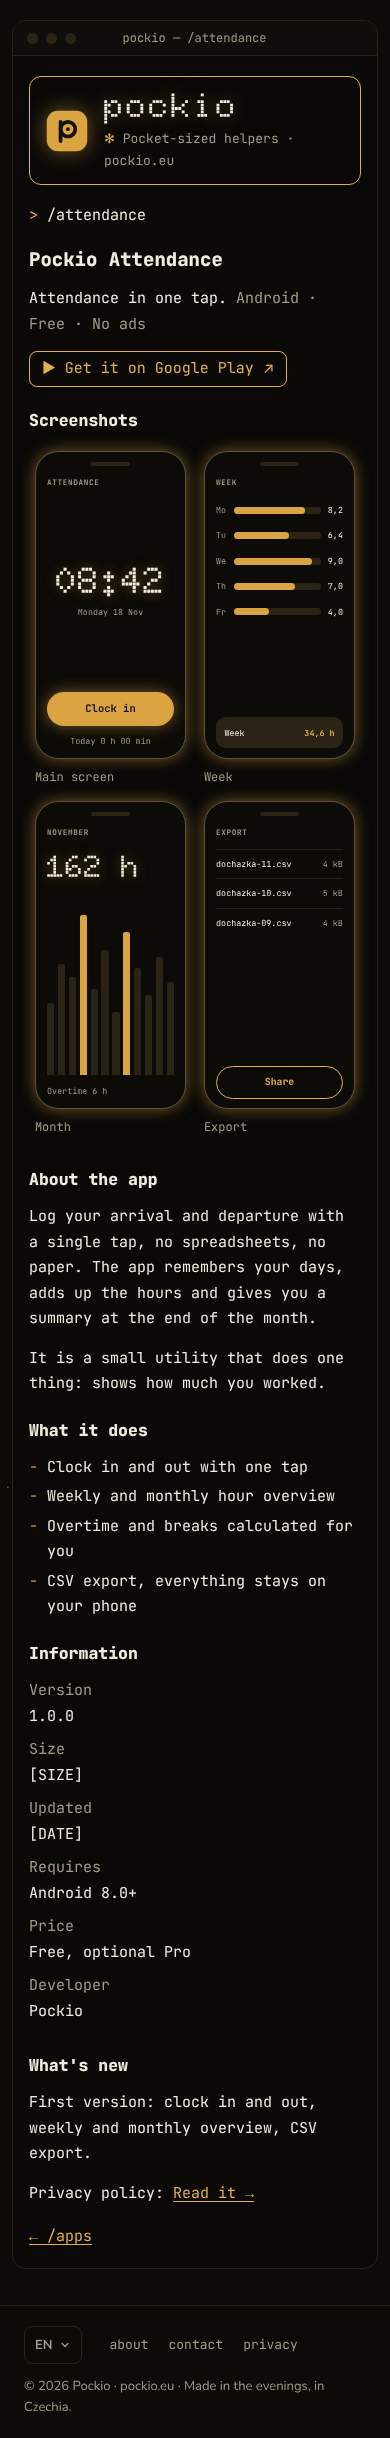 pockio — /attendance
pockio
✻ Pocket-sized helpers ·
pockio.eu
> /attendance
Pockio Attendance
Attendance in one tap. Android ·
Free · No ads
▶ Get it on Google Play ↗
Screenshots
ATTENDANCE
08:42
Monday 18 Nov
Clock in
Today 0 h 00 min
Main screen
WEEK
Mo 8,2
Tu 6,4
We 9,0
Th 7,0
Fr 4,0
Week 34,6 h
Week
NOVEMBER
162 h
Overtime 6 h
Month
EXPORT
dochazka-11.csv 4 kB
dochazka-10.csv 5 kB
dochazka-09.csv 4 kB
Share
Export
About the app
Log your arrival and departure with
a single tap, no spreadsheets, no
paper. The app remembers your days,
adds up the hours and gives you a
summary at the end of the month.
It is a small utility that does one
thing: shows how much you worked.
What it does
- Clock in and out with one tap
- Weekly and monthly hour overview
- Overtime and breaks calculated for
you
- CSV export, everything stays on
your phone
Information
Version
1.0.0
Size
[SIZE]
Updated
[DATE]
Requires
Android 8.0+
Price
Free, optional Pro
Developer
Pockio
What's new
First version: clock in and out,
weekly and monthly overview, CSV
export.
Privacy policy: Read it →
← /apps
EN about contact privacy
© 2026 Pockio · pockio.eu · Made in the evenings, in
Czechia.